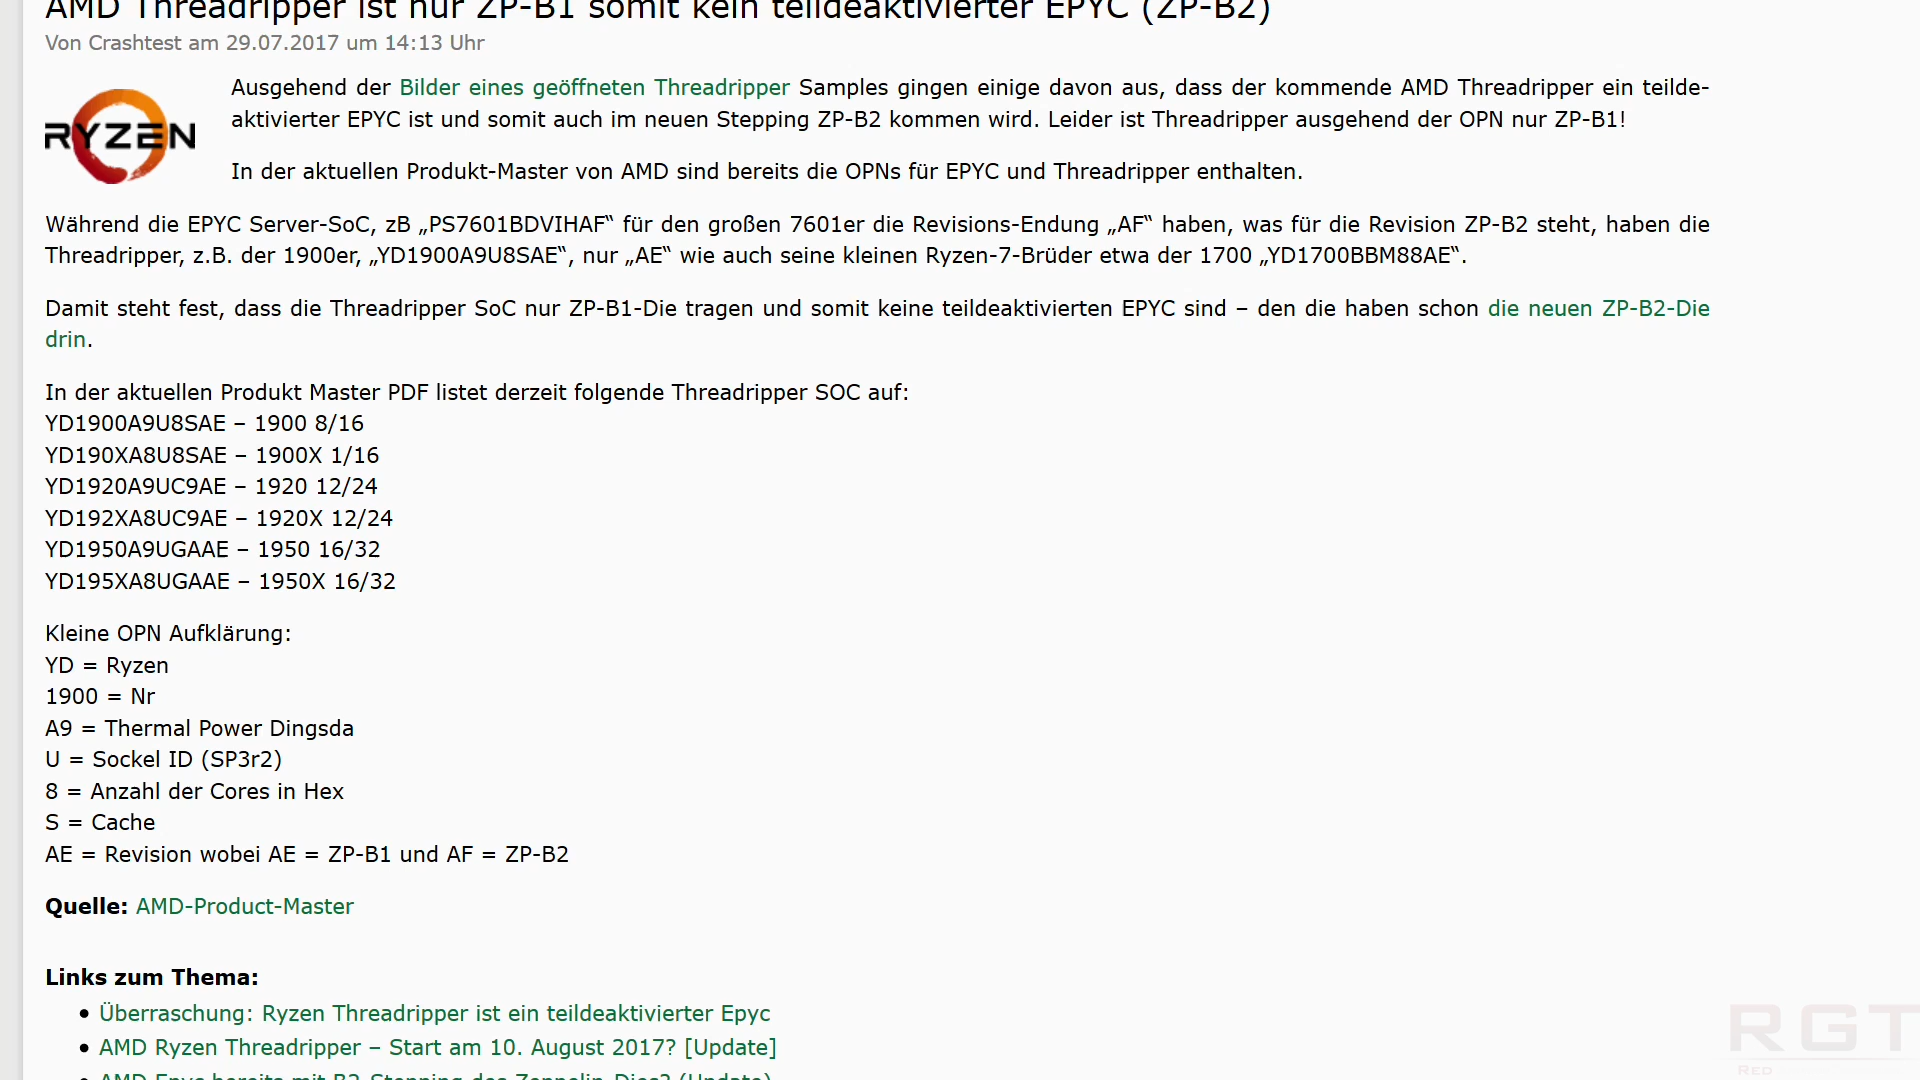 AMD Threadripper ist nur ZP-B1 somit kein teildeaktivierter EPYC (ZP-B2)
Von Crashtest am 29.07.2017 um 14:13 Uhr
RYZEN
Ausgehend der Bilder eines geöffneten Threadripper Samples gingen einige davon aus, dass der kommende AMD Threadripper ein teilde-
aktivierter EPYC ist und somit auch im neuen Stepping ZP-B2 kommen wird. Leider ist Threadripper ausgehend der OPN nur ZP-B1!
In der aktuellen Produkt-Master von AMD sind bereits die OPNs für EPYC und Threadripper enthalten.
Während die EPYC Server-SoC, zB „PS7601BDVIHAF“ für den großen 7601er die Revisions-Endung „AF“ haben, was für die Revision ZP-B2 steht, haben die
Threadripper, z.B. der 1900er, „YD1900A9U8SAE“, nur „AE“ wie auch seine kleinen Ryzen-7-Brüder etwa der 1700 „YD1700BBM88AE“.
Damit steht fest, dass die Threadripper SoC nur ZP-B1-Die tragen und somit keine teildeaktivierten EPYC sind – den die haben schon die neuen ZP-B2-Die
drin.
In der aktuellen Produkt Master PDF listet derzeit folgende Threadripper SOC auf:
YD1900A9U8SAE – 1900 8/16
YD190XA8U8SAE – 1900X 1/16
YD1920A9UC9AE – 1920 12/24
YD192XA8UC9AE – 1920X 12/24
YD1950A9UGAAE – 1950 16/32
YD195XA8UGAAE – 1950X 16/32
Kleine OPN Aufklärung:
YD = Ryzen
1900 = Nr
A9 = Thermal Power Dingsda
U = Sockel ID (SP3r2)
8 = Anzahl der Cores in Hex
S = Cache
AE = Revision wobei AE = ZP-B1 und AF = ZP-B2
Quelle: AMD-Product-Master
Links zum Thema:
• Überraschung: Ryzen Threadripper ist ein teildeaktivierter Epyc
• AMD Ryzen Threadripper – Start am 10. August 2017? [Update]
• AMD Epyc bereits mit B2-Stepping des Zeppelin-Dies? (Update)
RGT
RED